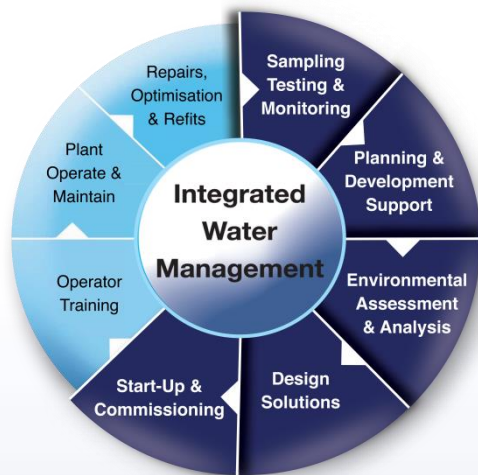 Integrated
Water
Management
Sampling
Testing &
Monitoring
Planning &
Development
Support
Environmental
Assessment
& Analysis
Design
Solutions
Start-Up &
Commissioning
Operator
Training
Plant
Operate &
Maintain
Repairs,
Optimisation
& Refits